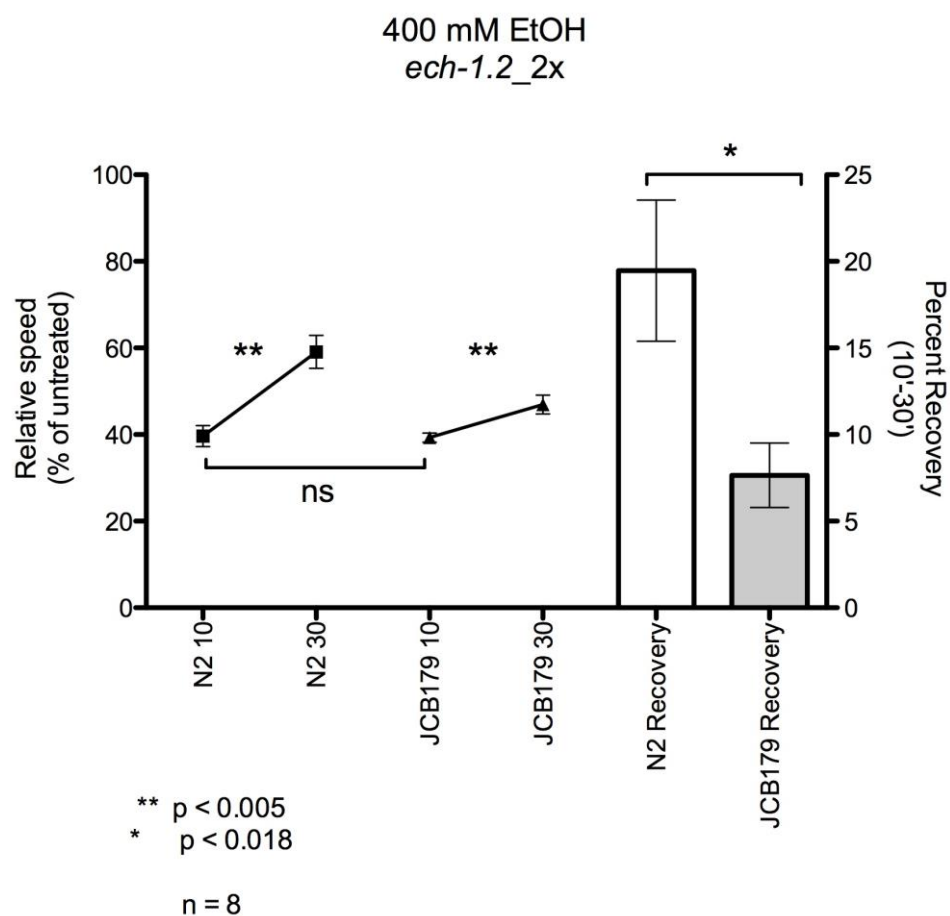 400 mM EtOH
ech-1.2_2x
*
100
80
60
40
20
0
Relative speed
(% of untreated)
**
**
ns
25
20
15
10
5
0
Percent Recovery
(10'-30')
N2 10
N2 30
JCB179 10
JCB179 30
N2 Recovery
JCB179 Recovery
** p < 0.005
* p < 0.018
n = 8